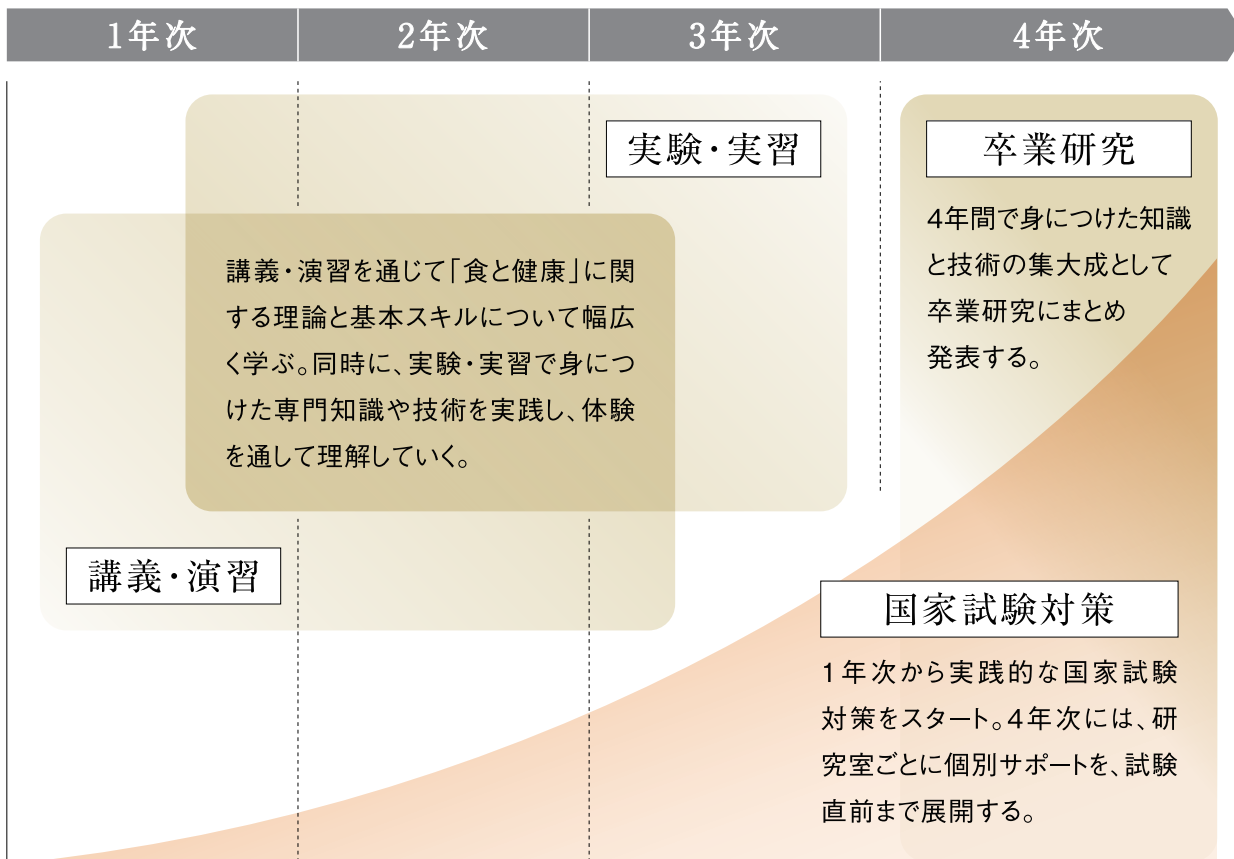 1年次
2年次
3年次
4年次
実験・実習
卒業研究
4年間で身につけた知識
と技術の集大成として
卒業研究にまとめ
発表する。
講義・演習を通じて「食と健康」に関
する理論と基本スキルについて幅広
く学ぶ。同時に、実験・実習で身につ
けた専門知識や技術を実践し、体験
を通して理解していく。
講義・演習
国家試験対策
1年次から実践的な国家試験
対策をスタート。4年次には、研
究室ごとに個別サポートを、試験
直前まで展開する。